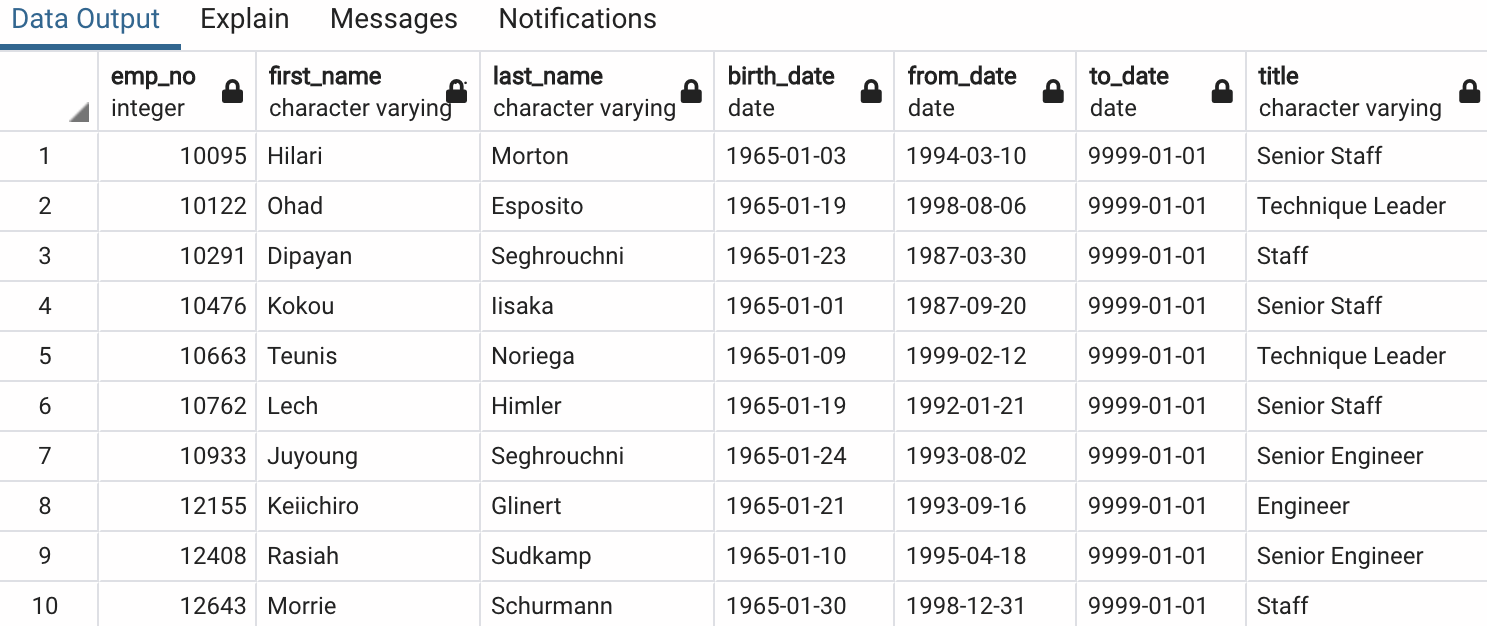 Data Output Explain Messages Notifications
emp_no first_name last_name birth_date from_date to_date title
integer character varying character varying date date date character varying
1 10095 Hilari Morton 1965-01-03 1994-03-10 9999-01-01 Senior Staff
2 10122 Ohad Esposito 1965-01-19 1998-08-06 9999-01-01 Technique Leader
3 10291 Dipayan Seghrouchni 1965-01-23 1987-03-30 9999-01-01 Staff
4 10476 Kokou Iisaka 1965-01-01 1987-09-20 9999-01-01 Senior Staff
5 10663 Teunis Noriega 1965-01-09 1999-02-12 9999-01-01 Technique Leader
6 10762 Lech Himler 1965-01-19 1992-01-21 9999-01-01 Senior Staff
7 10933 Juyoung Seghrouchni 1965-01-24 1993-08-02 9999-01-01 Senior Engineer
8 12155 Keiichiro Glinert 1965-01-21 1993-09-16 9999-01-01 Engineer
9 12408 Rasiah Sudkamp 1965-01-10 1995-04-18 9999-01-01 Senior Engineer
10 12643 Morrie Schurmann 1965-01-30 1998-12-31 9999-01-01 Staff